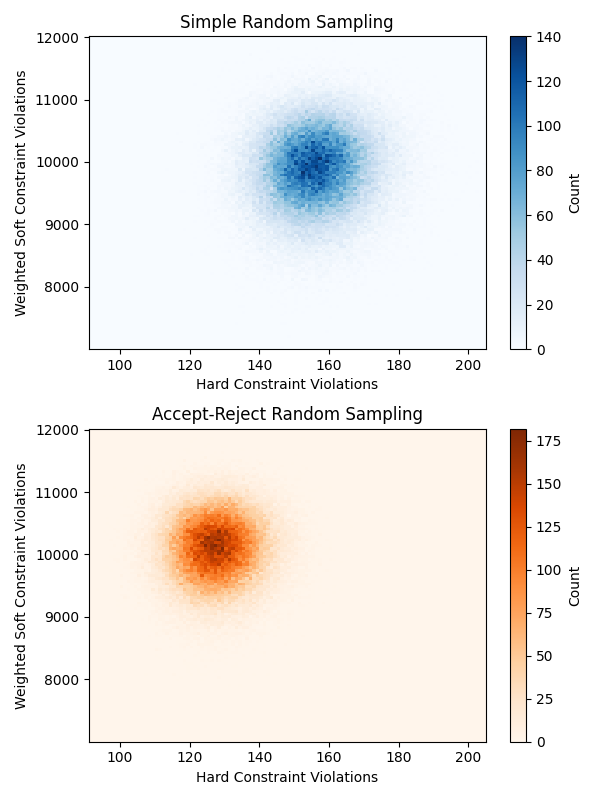 Simple Random Sampling
12000
11000
10000
9000
8000
Weighted Soft Constraint Violations
100 120 140 160 180 200
Hard Constraint Violations
140
120
100
80
60
40
20
0
Count
Accept-Reject Random Sampling
12000
11000
10000
9000
8000
Weighted Soft Constraint Violations
100 120 140 160 180 200
Hard Constraint Violations
175
150
125
100
75
50
25
0
Count